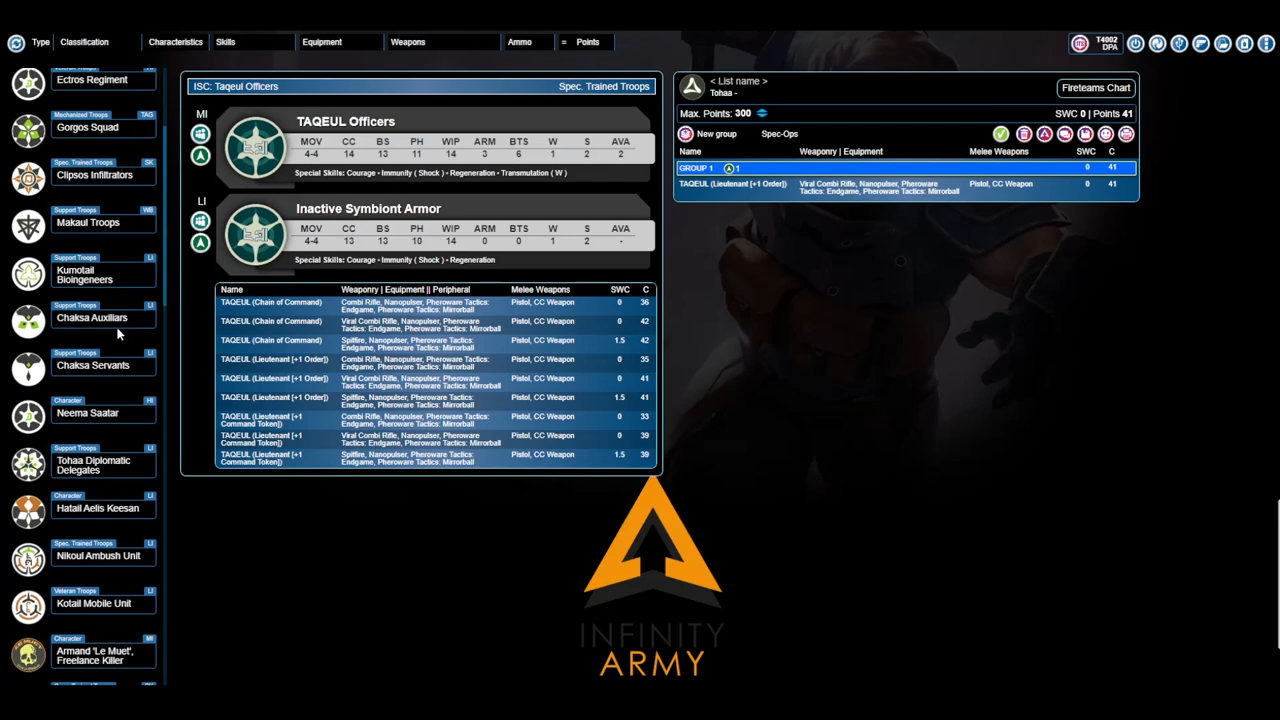 Type Classification Characteristics Skills Equipment Weapons Ammo = Points
T4002
DPA
Ectros Regiment
Mechanized Troops TAG
Gorgos Squad
Spec. Trained Troops SK
Clipsos Infiltrators
Support Troops WB
Makaul Troops
Support Troops LI
Kumotail
Bioingeneers
Support Troops LI
Chaksa Auxiliars
Support Troops LI
Chaksa Servants
Character HI
Neema Saatar
Support Troops LI
Tohaa Diplomatic
Delegates
Character LI
Hatail Aelis Keesan
Spec. Trained Troops LI
Nikoul Ambush Unit
Veteran Troops LI
Kotail Mobile Unit
Character MI
Armand 'Le Muet',
Freelance Killer
ISC: Taqeul Officers Spec. Trained Troops
MI
TAQEUL Officers
MOV CC BS PH WIP ARM BTS W S AVA
4-4 14 13 11 14 3 6 1 2 2
Special Skills: Courage - Immunity ( Shock ) - Regeneration - Transmutation ( W )
LI
Inactive Symbiont Armor
MOV CC BS PH WIP ARM BTS W S AVA
4-4 13 13 10 14 0 0 1 2 -
Special Skills: Courage - Immunity ( Shock ) - Regeneration
Name Weaponry | Equipment || Peripheral Melee Weapons SWC C
TAQEUL (Chain of Command) Combi Rifle, Nanopulser, Pheroware Tactics: Pistol, CC Weapon 0 36
Endgame, Pheroware Tactics: Mirrorball
TAQEUL (Chain of Command) Viral Combi Rifle, Nanopulser, Pheroware Pistol, CC Weapon 0 42
Tactics: Endgame, Pheroware Tactics: Mirrorball
TAQEUL (Chain of Command) Spitfire, Nanopulser, Pheroware Tactics: Pistol, CC Weapon 1.5 42
Endgame, Pheroware Tactics: Mirrorball
TAQEUL (Lieutenant [+1 Order]) Combi Rifle, Nanopulser, Pheroware Tactics: Pistol, CC Weapon 0 35
Endgame, Pheroware Tactics: Mirrorball
TAQEUL (Lieutenant [+1 Order]) Viral Combi Rifle, Nanopulser, Pheroware Pistol, CC Weapon 0 41
Tactics: Endgame, Pheroware Tactics: Mirrorball
TAQEUL (Lieutenant [+1 Order]) Spitfire, Nanopulser, Pheroware Tactics: Pistol, CC Weapon 1.5 41
Endgame, Pheroware Tactics: Mirrorball
TAQEUL (Lieutenant [+1 Combi Rifle, Nanopulser, Pheroware Tactics: Pistol, CC Weapon 0 33
Command Token]) Endgame, Pheroware Tactics: Mirrorball
TAQEUL (Lieutenant [+1 Viral Combi Rifle, Nanopulser, Pheroware Pistol, CC Weapon 0 39
Command Token]) Tactics: Endgame, Pheroware Tactics: Mirrorball
TAQEUL (Lieutenant [+1 Spitfire, Nanopulser, Pheroware Tactics: Pistol, CC Weapon 1.5 39
Command Token]) Endgame, Pheroware Tactics: Mirrorball
< List name >
Tohaa -
Fireteams Chart
Max. Points: 300 SWC 0 | Points 41
New group Spec-Ops
Name Weaponry | Equipment Melee Weapons SWC C
GROUP 1 1 0 41
TAQEUL (Lieutenant [+1 Order]) Viral Combi Rifle, Nanopulser, Pheroware Pistol, CC Weapon 0 41
Tactics: Endgame, Pheroware Tactics: Mirrorball
INFINITY
ARMY